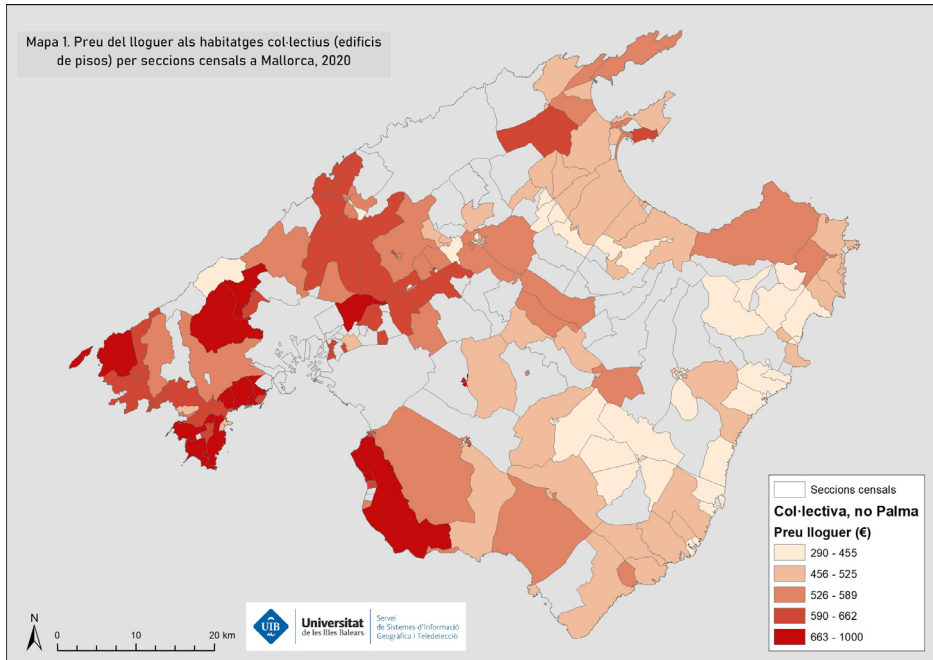 Mapa 1. Preu del lloguer als habitatges col·lectius (edificis
de pisos) per seccions censals a Mallorca, 2020
Seccions censals
Col·lectiva, no Palma
Preu lloguer (€)
290 - 455
456 - 525
526 - 589
590 - 662
663 - 1000
N
0 10 20 km
UIB
Universitat
de les Illes Balears
Servei
de Sistemes d'Informació
Geogràfica i Teledetecció